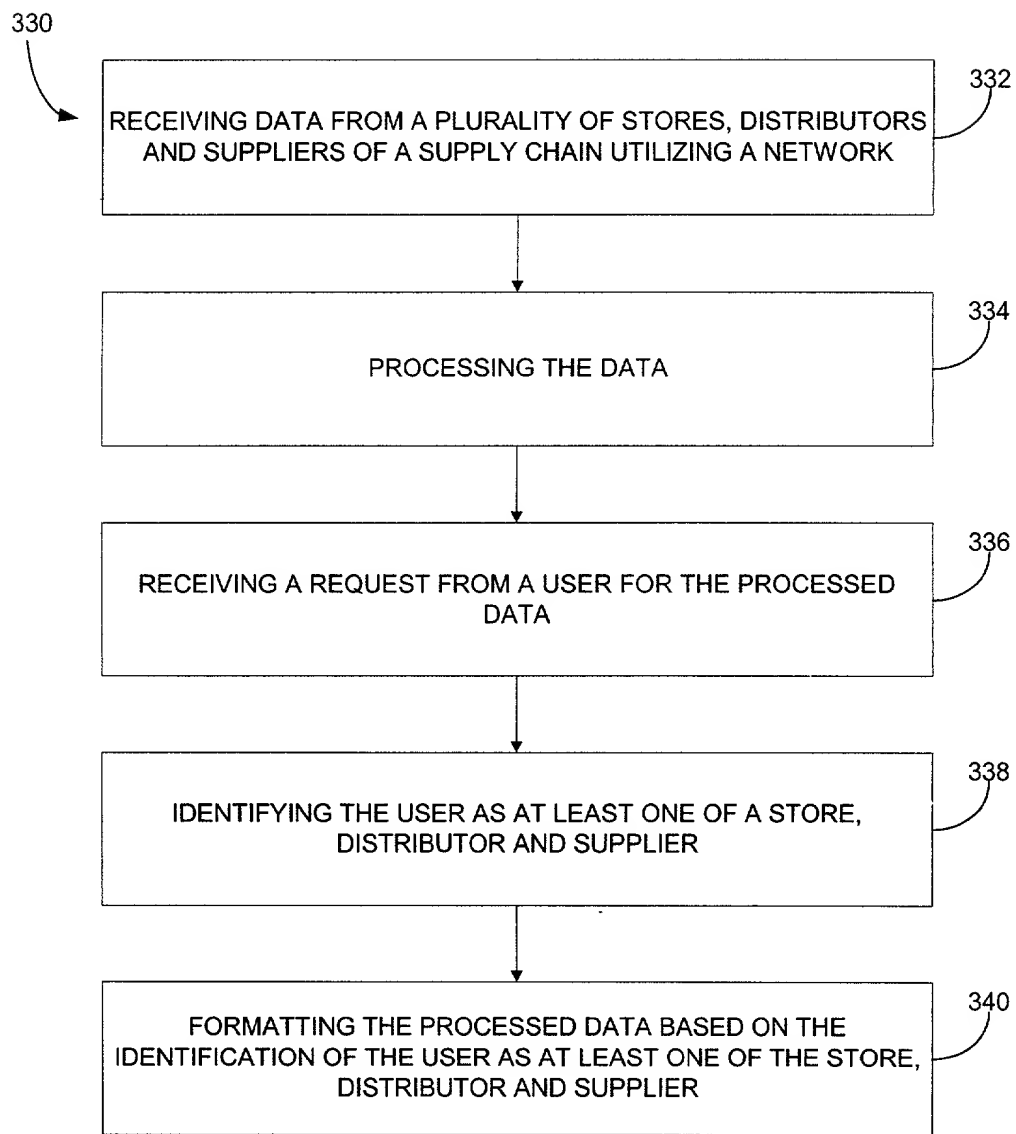 330
RECEIVING DATA FROM A PLURALITY OF STORES, DISTRIBUTORS
AND SUPPLIERS OF A SUPPLY CHAIN UTILIZING A NETWORK
332
PROCESSING THE DATA
334
RECEIVING A REQUEST FROM A USER FOR THE PROCESSED
DATA
336
IDENTIFYING THE USER AS AT LEAST ONE OF A STORE,
DISTRIBUTOR AND SUPPLIER
338
FORMATTING THE PROCESSED DATA BASED ON THE
IDENTIFICATION OF THE USER AS AT LEAST ONE OF THE STORE,
DISTRIBUTOR AND SUPPLIER
340